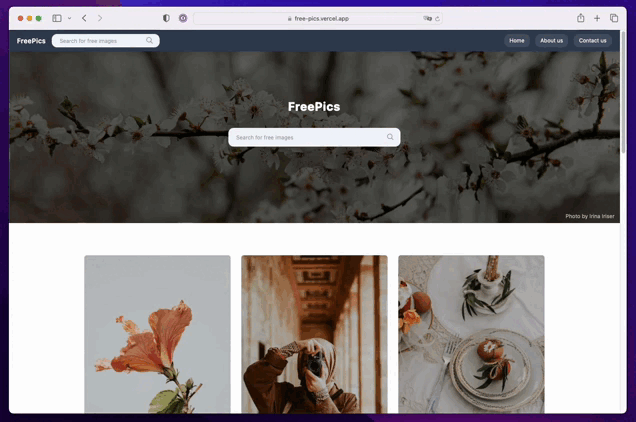 free-pics.vercel.app
FreePics
Search for free images
Home
About us
Contact us
FreePics
Search for free images
Photo by Irina Iriser